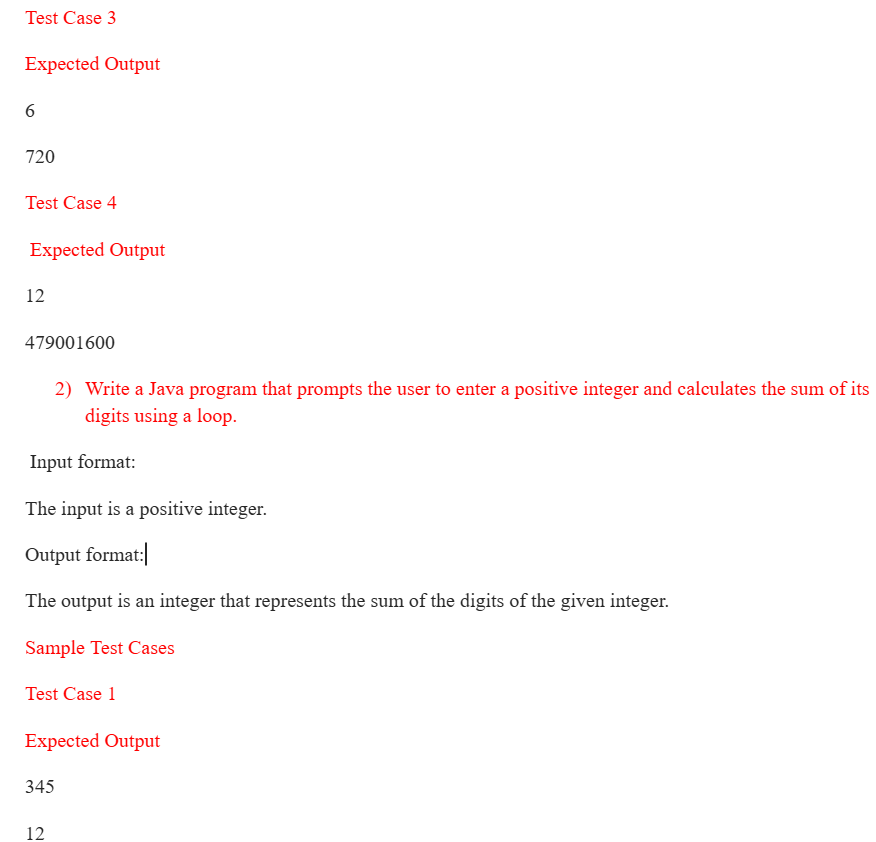 Test Case 3
Expected Output
6
720
Test Case 4
Expected Output
12
479001600
2) Write a Java program that prompts the user to enter a positive integer and calculates the sum of its
digits using a loop.
Input format:
The input is a positive integer.
Output format:
The output is an integer that represents the sum of the digits of the given integer.
Sample Test Cases
Test Case 1
Expected Output
345
12